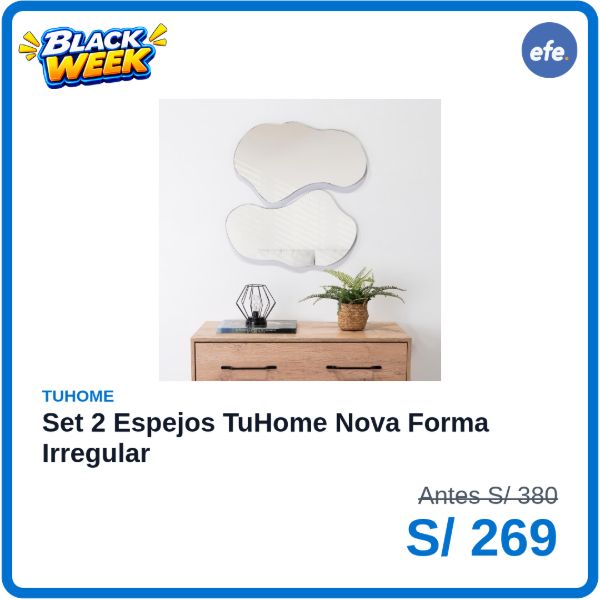 BLACK
WEEK
efe.
TUHOME
Set 2 Espejos TuHome Nova Forma
Irregular
Antes S/ 380
S/ 269